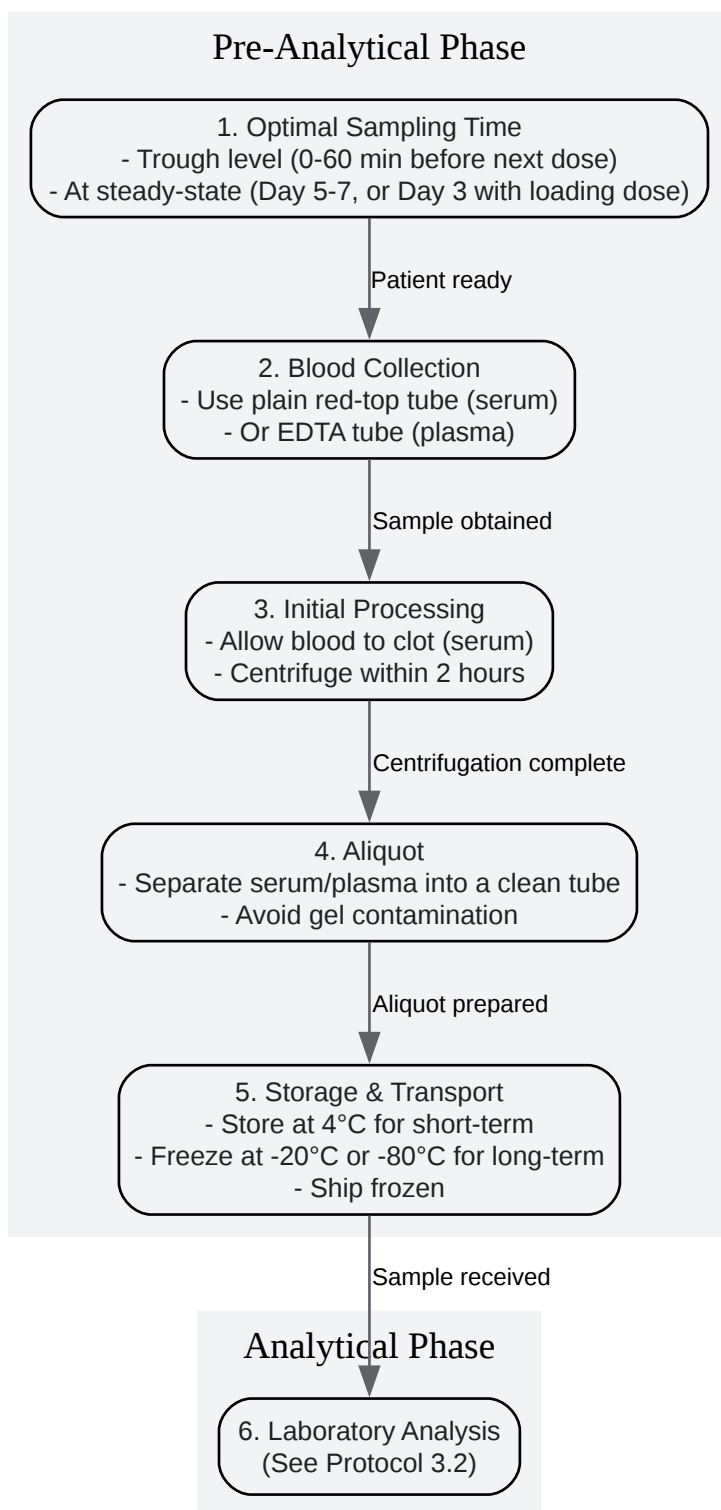 Pre-Analytical Phase
1. Optimal Sampling Time
- Trough level (0-60 min before next dose)
- At steady-state (Day 5-7, or Day 3 with loading dose)
Patient ready
2. Blood Collection
- Use plain red-top tube (serum)
- Or EDTA tube (plasma)
Sample obtained
3. Initial Processing
- Allow blood to clot (serum)
- Centrifuge within 2 hours
Centrifugation complete
4. Aliquot
- Separate serum/plasma into a clean tube
- Avoid gel contamination
Aliquot prepared
5. Storage & Transport
- Store at 4°C for short-term
- Freeze at -20°C or -80°C for long-term
- Ship frozen
Sample received
Analytical Phase
6. Laboratory Analysis
(See Protocol 3.2)